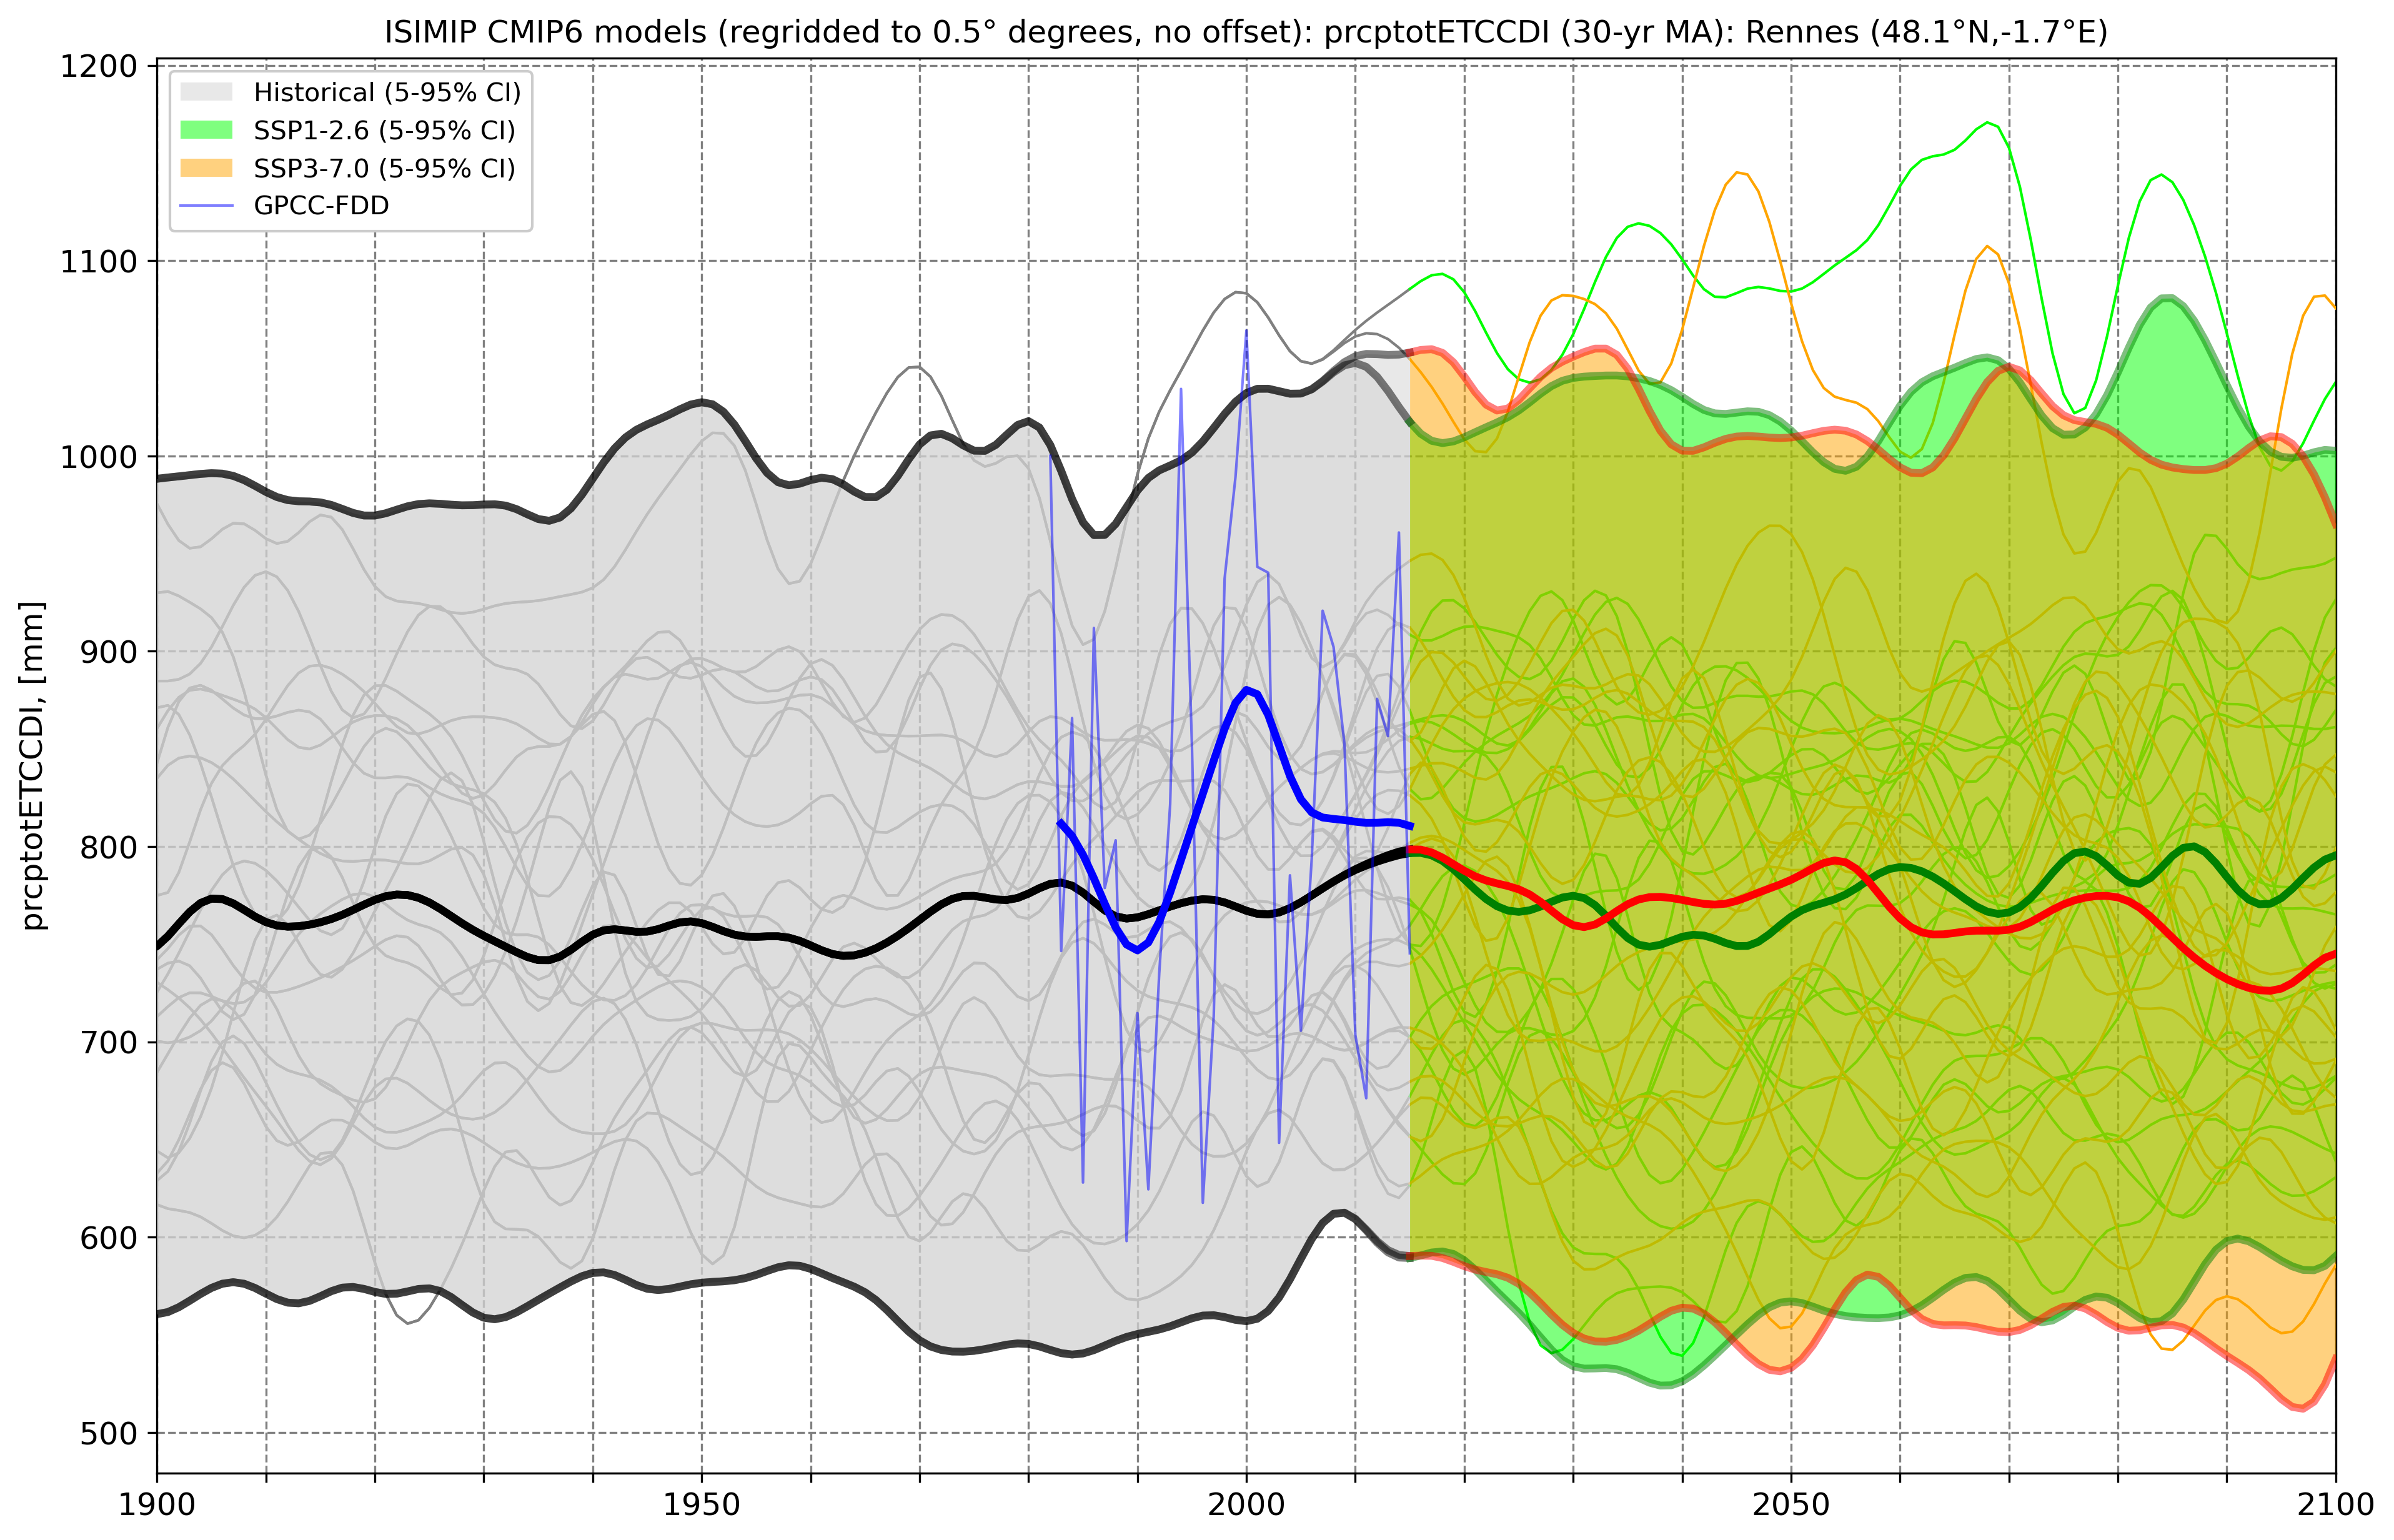 ISIMIP CMIP6 models (regridded to 0.5° degrees, no offset): prcptotETCCDI (30-yr MA): Rennes (48.1°N,-1.7°E)
Historical (5-95% CI)
SSP1-2.6 (5-95% CI)
SSP3-7.0 (5-95% CI)
GPCC-FDD
prcptotETCCDI, [mm]
1200
1100
1000
900
800
700
600
500
1900
1950
2000
2050
2100